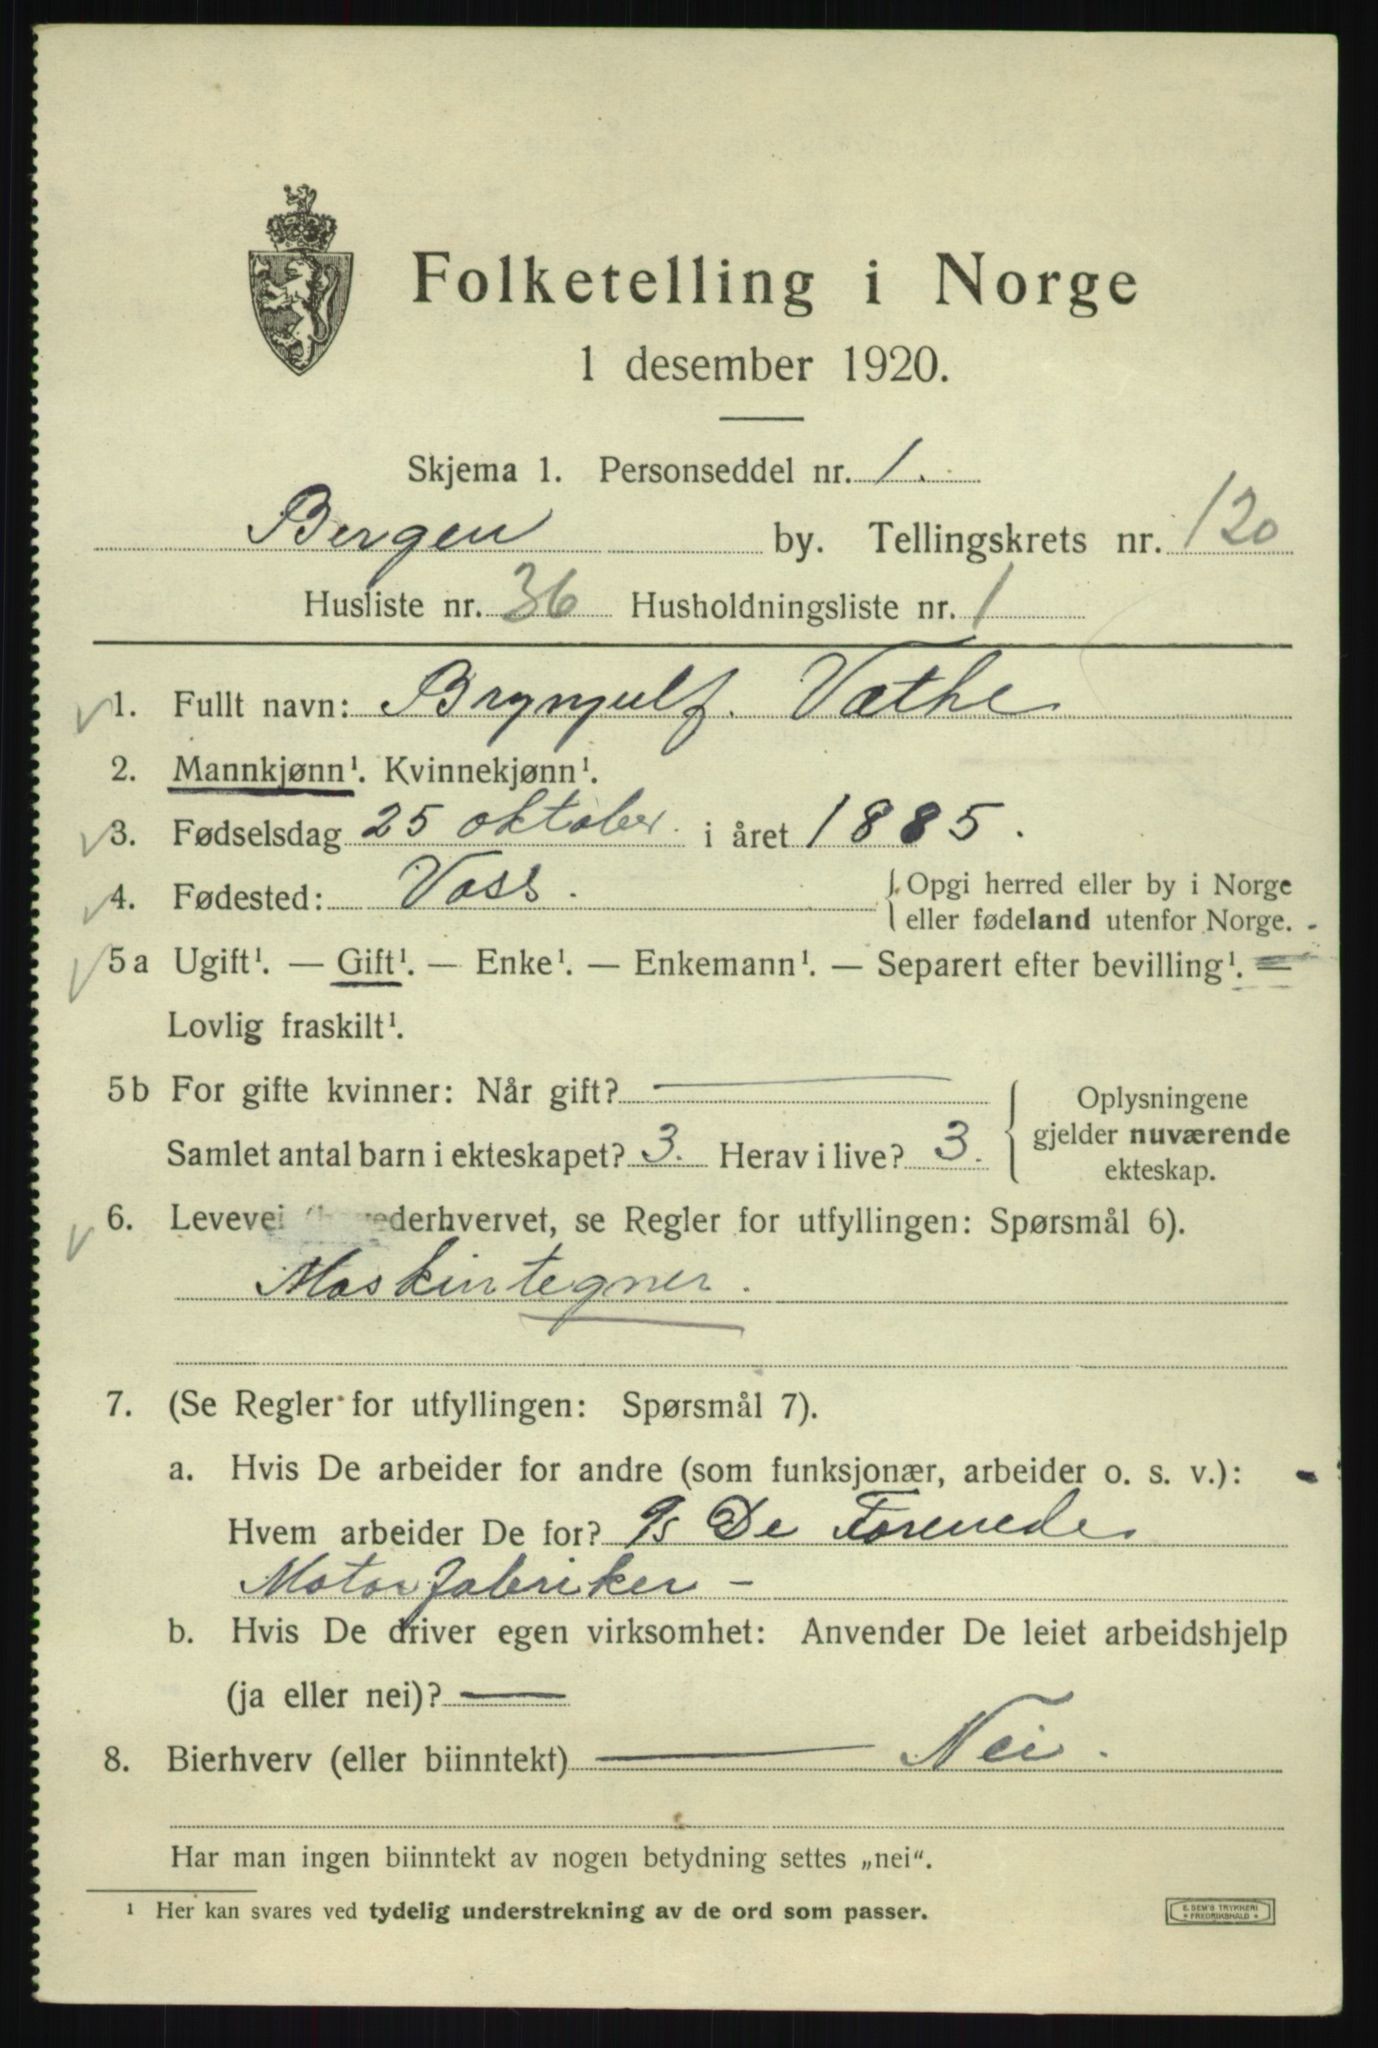 Folketelling i Norge
1 desember 1920.
Skjema 1. Personseddel nr. 1.
Bergen by. Tellingskrets nr. 120
Husliste nr. 36 Husholdningsliste nr. 1
1. Fullt navn: Brynjulf. Væthe
2. Mannkjønn¹. Kvinnekjønn¹.
3. Fødselsdag 25 oktober. i året 1885.
4. Fødested: Voss. { Opgi herred eller by i Norge
eller fødeland utenfor Norge.
5a Ugift¹. — Gift¹. — Enke¹. — Enkemann¹. — Separert efter bevilling¹. —
Lovlig fraskilt¹.
5b For gifte kvinner: Når gift? —
Samlet antal barn i ekteskapet? 3. Herav i live? 3.
{ Oplysningene
gjelder nuværende
ekteskap.
6. Levevei erhvervet, se Regler for utfyllingen: Spørsmål 6).
Maskintegner.
7. (Se Regler for utfyllingen: Spørsmål 7).
a. Hvis De arbeider for andre (som funksjonær, arbeider o. s. v.):
Hvem arbeider De for? De Forenede
Motorfabriker –
b. Hvis De driver egen virksomhet: Anvender De leiet arbeidshjelp
(ja eller nei)? —
8. Bierhverv (eller biinntekt) — Nei.
Har man ingen biinntekt av nogen betydning settes „nei“.
¹ Her kan svares ved tydelig understrekning av de ord som passer.
E. SEM'S TRYKKERI
* FREDRIKSHALD *